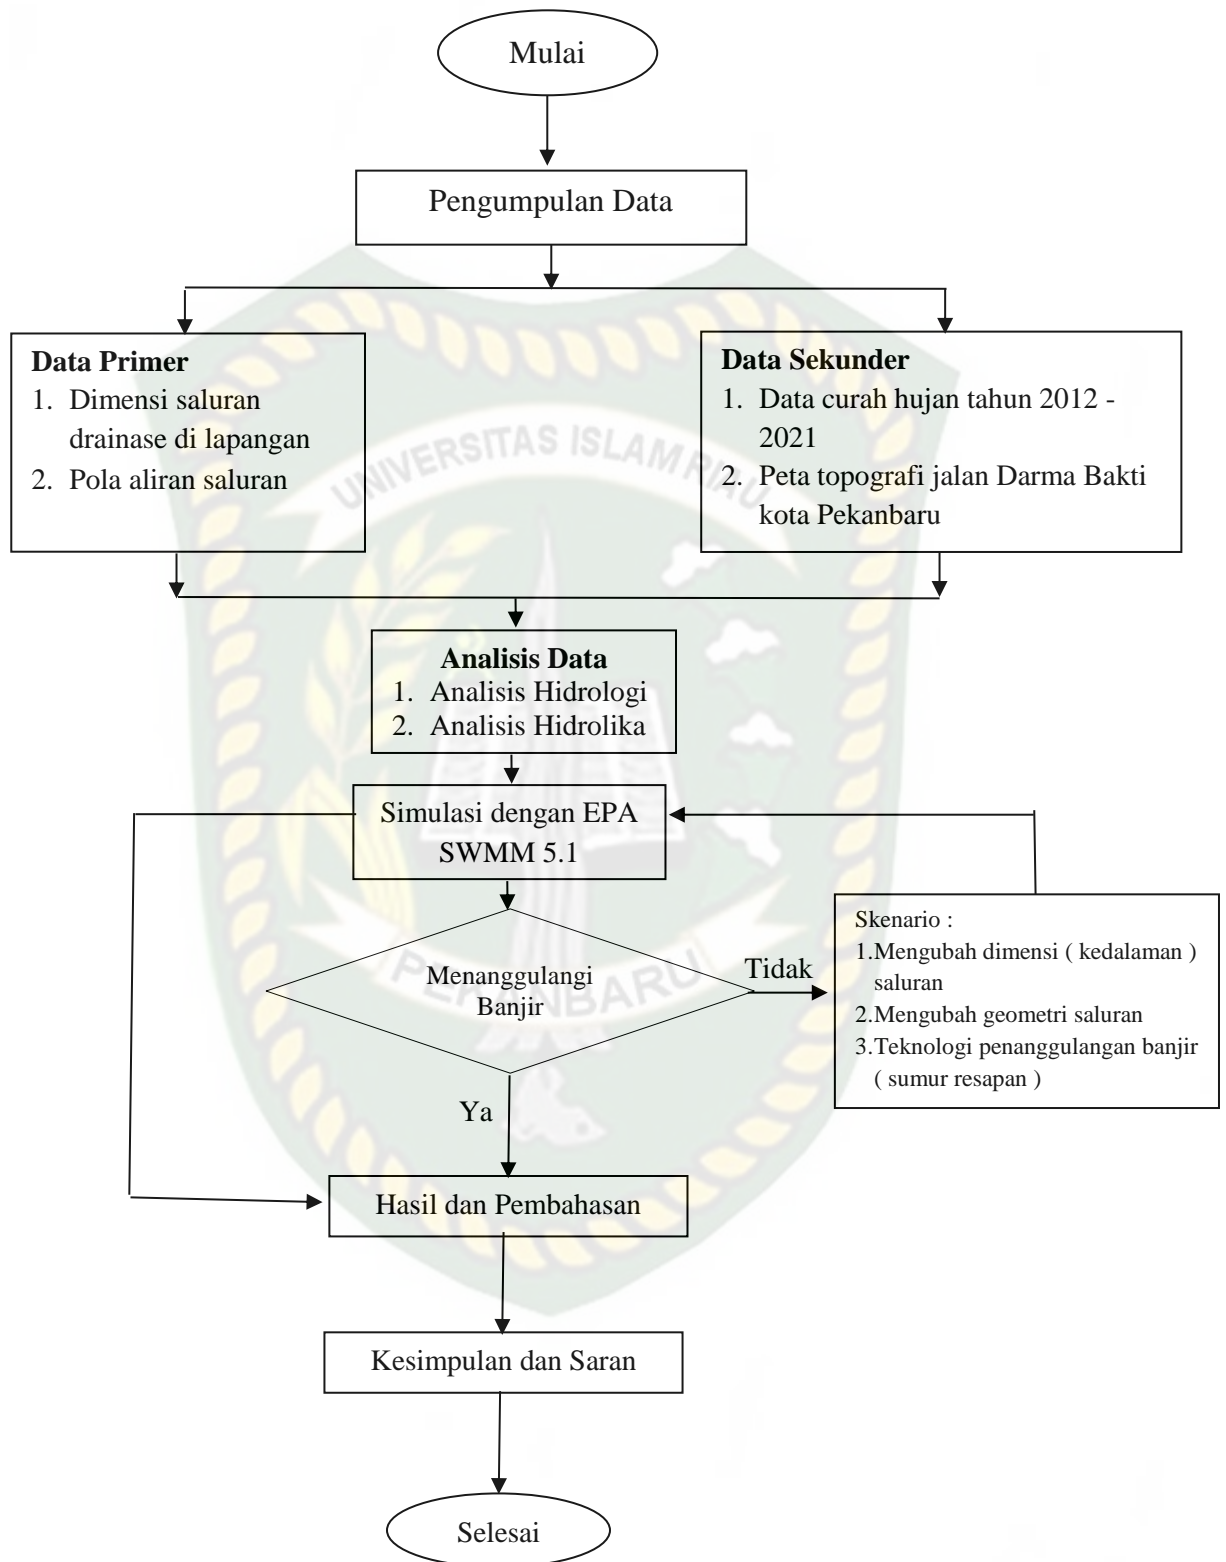 Mulai
Pengumpulan Data
Data Primer
1. Dimensi saluran
drainase di lapangan
2. Pola aliran saluran
Data Sekunder
1. Data curah hujan tahun 2012 -
2021
2. Peta topografi jalan Darma Bakti
kota Pekanbaru
UNIVERSITAS ISLAM RIAU
Analisis Data
1. Analisis Hidrologi
2. Analisis Hidrolika
Simulasi dengan EPA
SWMM 5.1
Menanggulangi
Banjir
Tidak
Skenario :
1.Mengubah dimensi ( kedalaman )
saluran
2.Mengubah geometri saluran
3.Teknologi penanggulangan banjir
( sumur resapan )
PEKANBARU
Ya
Hasil dan Pembahasan
Kesimpulan dan Saran
Selesai